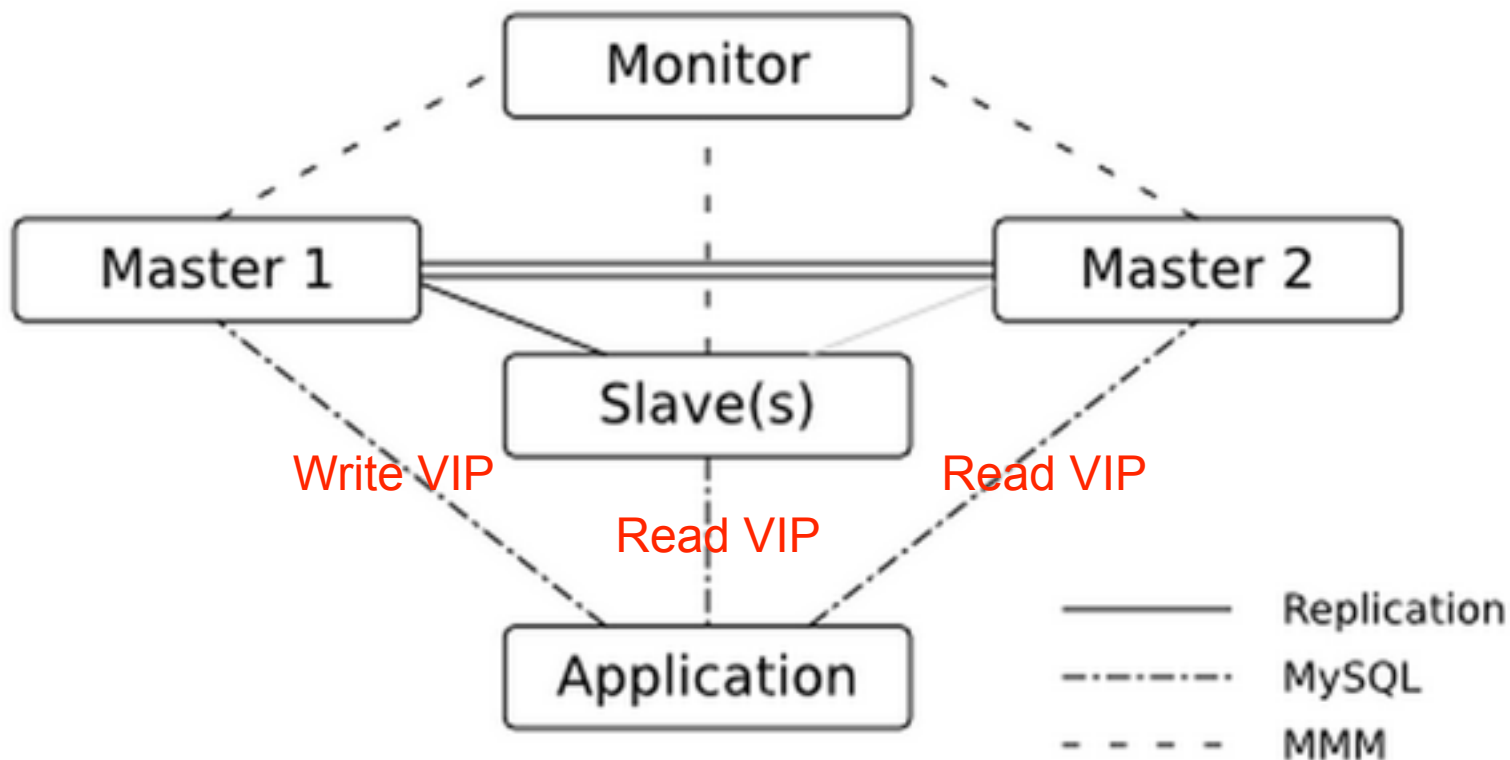 Monitor
Master 1
Master 2
Slave(s)
Write VIP
Read VIP
Read VIP
Application
Replication
MySQL
MMM